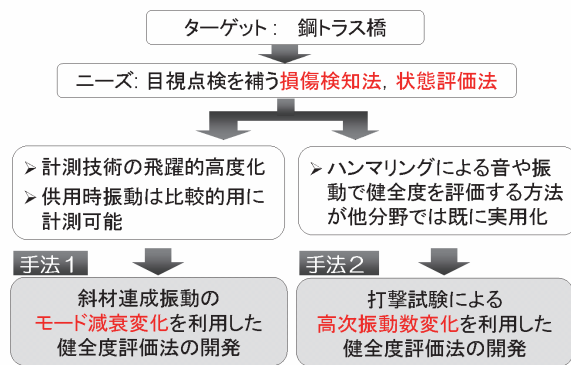 ターゲット： 鋼トラス橋
ニーズ: 目視点検を補う損傷検知法, 状態評価法
➢ 計測技術の飛躍的高度化
➢ 供用時振動は比較的用に
計測可能
➢ ハンマリングによる音や振
動で健全度を評価する方法
が他分野では既に実用化
手法１
斜材連成振動の
モード減衰変化を利用した
健全度評価法の開発
手法２
打撃試験による
高次振動数変化を利用した
健全度評価法の開発